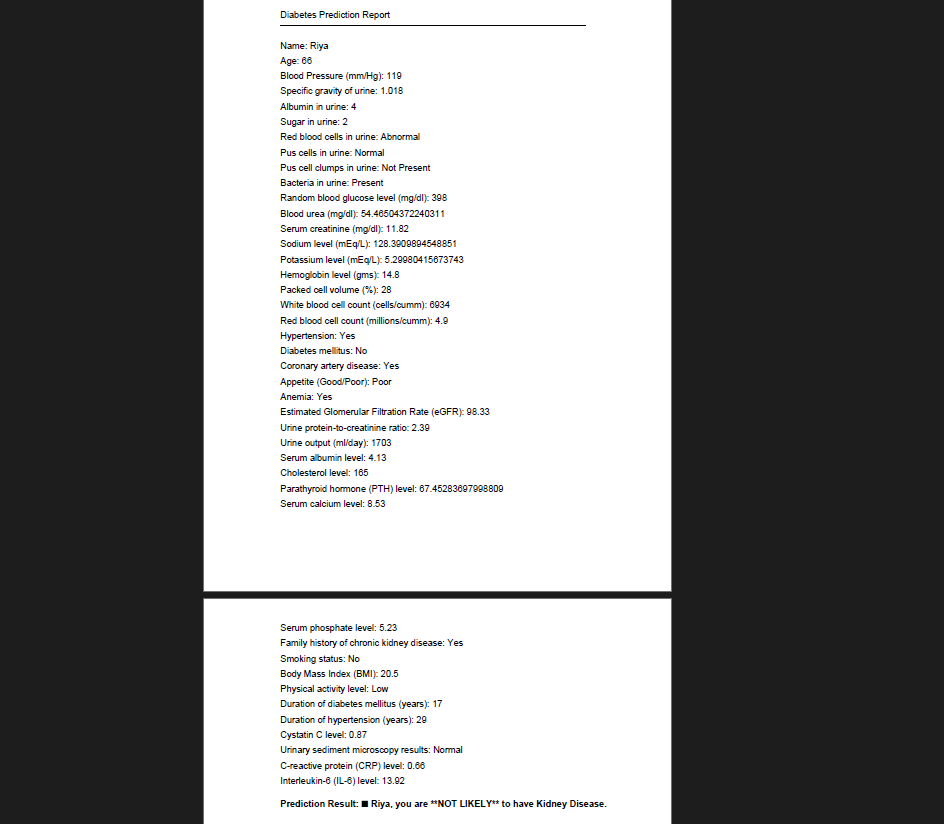 Diabetes Prediction Report
Name: Riya
Age: 66
Blood Pressure (mm/Hg): 119
Specific gravity of urine: 1.018
Albumin in urine: 4
Sugar in urine: 2
Red blood cells in urine: Abnormal
Pus cells in urine: Normal
Pus cell clumps in urine: Not Present
Bacteria in urine: Present
Random blood glucose level (mg/dl): 398
Blood urea (mg/dl): 54.46504372240311
Serum creatinine (mg/dl): 11.82
Sodium level (mEq/L): 128.3909894548851
Potassium level (mEq/L): 5.29980415673743
Hemoglobin level (gms): 14.8
Packed cell volume (%): 28
White blood cell count (cells/cumm): 6934
Red blood cell count (millions/cumm): 4.9
Hypertension: Yes
Diabetes mellitus: No
Coronary artery disease: Yes
Appetite (Good/Poor): Poor
Anemia: Yes
Estimated Glomerular Filtration Rate (eGFR): 98.33
Urine protein-to-creatinine ratio: 2.39
Urine output (ml/day): 1703
Serum albumin level: 4.13
Cholesterol level: 165
Parathyroid hormone (PTH) level: 67.45283697998809
Serum calcium level: 8.53
Serum phosphate level: 5.23
Family history of chronic kidney disease: Yes
Smoking status: No
Body Mass Index (BMI): 20.5
Physical activity level: Low
Duration of diabetes mellitus (years): 17
Duration of hypertension (years): 29
Cystatin C level: 0.87
Urinary sediment microscopy results: Normal
C-reactive protein (CRP) level: 0.66
Interleukin-6 (IL-6) level: 13.92
Prediction Result: ■ Riya, you are **NOT LIKELY** to have Kidney Disease.